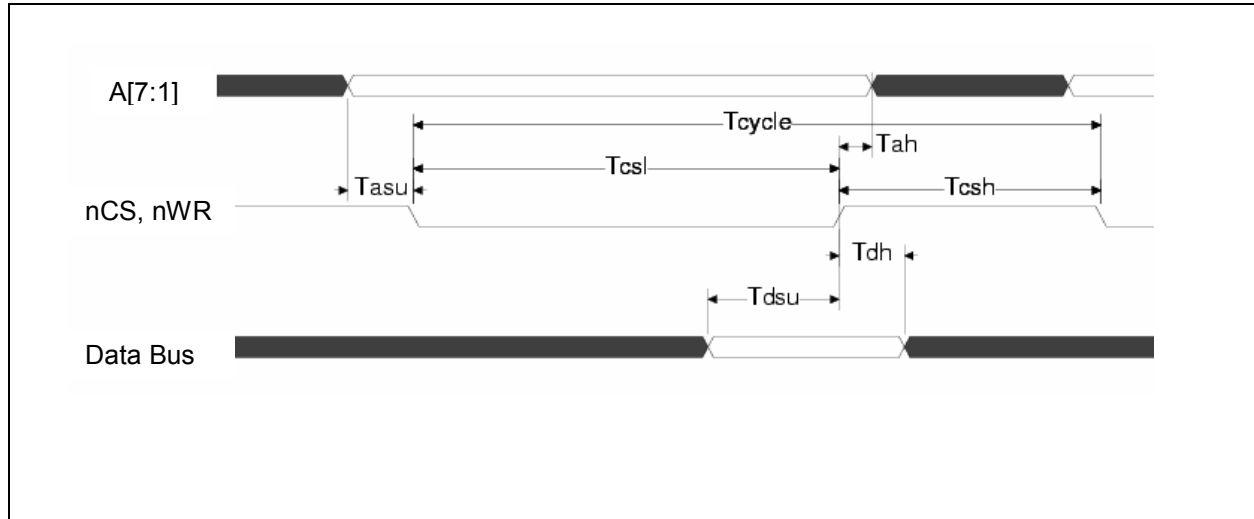 A[7:1]
Tcycle
Tah
Tcsl
Tasu
Tcsh
nCS, nWR
Tdh
Tdsu
Data Bus